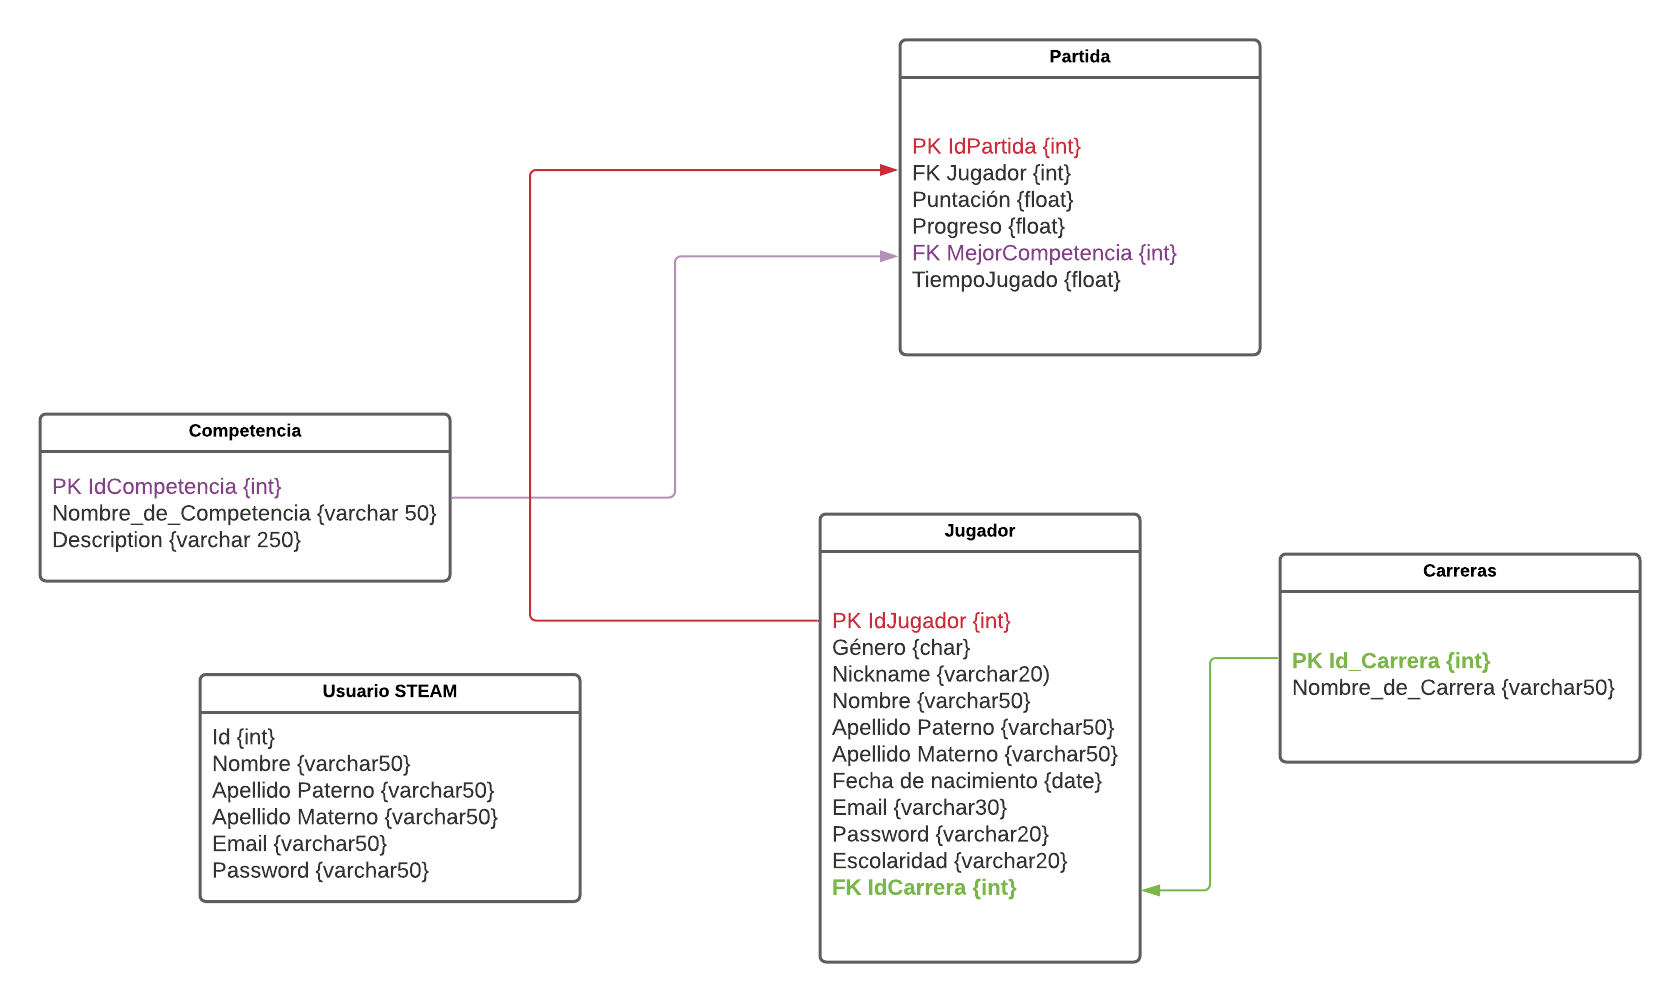 Partida
PK IdPartida {int}
FK Jugador {int}
Puntación {float}
Progreso {float}
FK MejorCompetencia {int}
TiempoJugado {float}
Competencia
PK IdCompetencia {int}
Nombre_de_Competencia {varchar 50}
Description {varchar 250}
Jugador
PK IdJugador {int}
Género {char}
Nickname {varchar20)
Nombre {varchar50}
Apellido Paterno {varchar50}
Apellido Materno {varchar50}
Fecha de nacimiento {date}
Email {varchar30}
Password {varchar20}
Escolaridad {varchar20}
FK IdCarrera {int}
Carreras
PK Id_Carrera {int}
Nombre_de_Carrera {varchar50}
Usuario STEAM
Id {int}
Nombre {varchar50}
Apellido Paterno {varchar50}
Apellido Materno {varchar50}
Email {varchar50}
Password {varchar50}